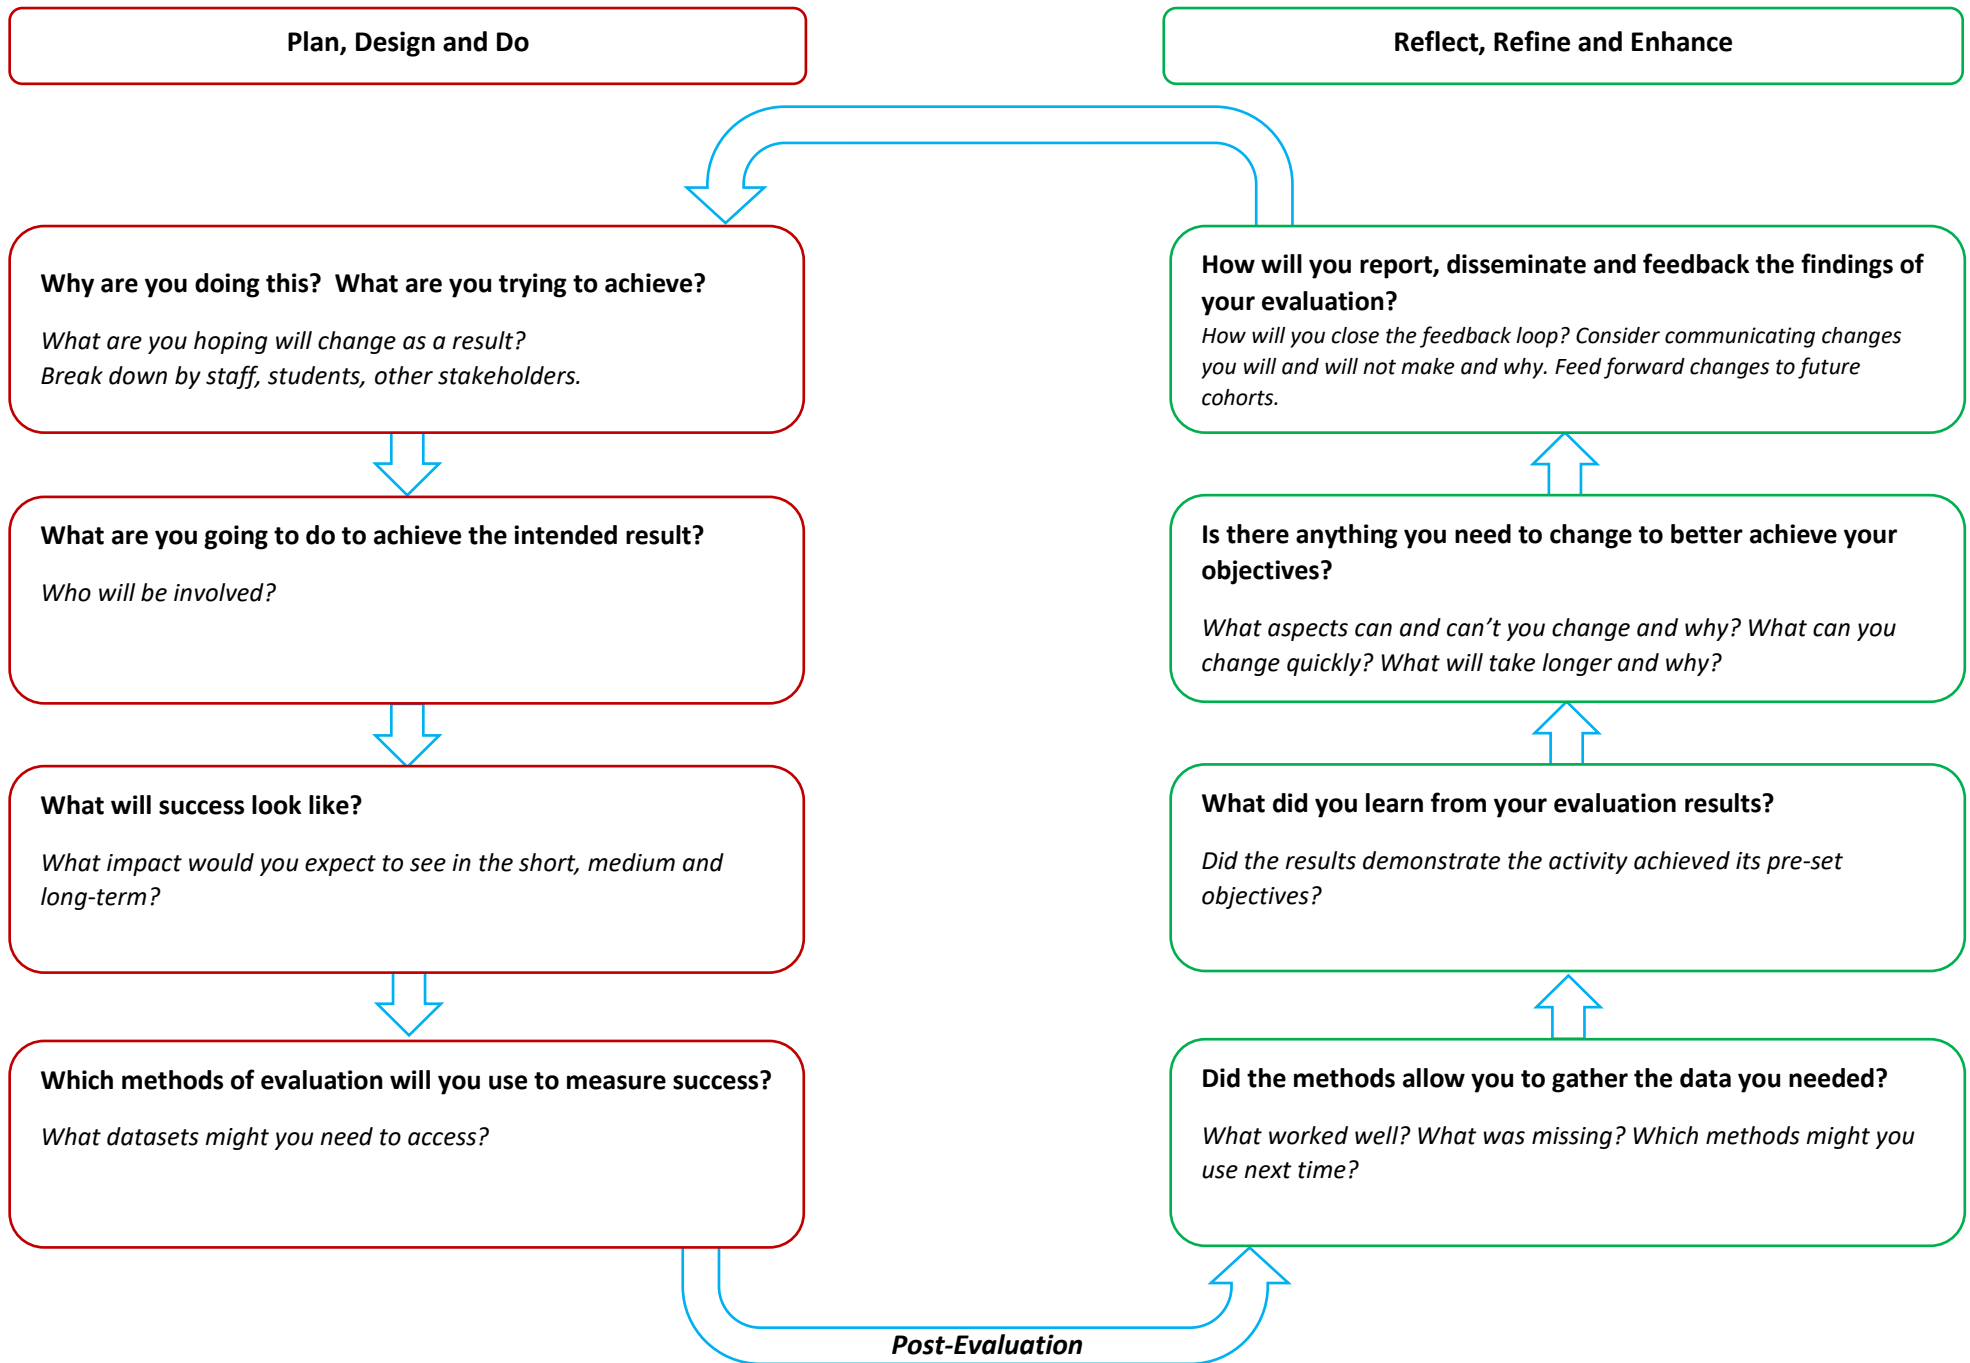 Plan, Design and Do
Reflect, Refine and Enhance
Why are you doing this?  What are you trying to achieve?
What are you hoping will change as a result?
Break down by staff, students, other stakeholders.
What are you going to do to achieve the intended result?
Who will be involved?
What will success look like?
What impact would you expect to see in the short, medium and
long-term?
Which methods of evaluation will you use to measure success?
What datasets might you need to access?
Post-Evaluation
Did the methods allow you to gather the data you needed?
What worked well? What was missing? Which methods might you
use next time?
What did you learn from your evaluation results?
Did the results demonstrate the activity achieved its pre-set
objectives?
Is there anything you need to change to better achieve your
objectives?
What aspects can and can’t you change and why? What can you
change quickly? What will take longer and why?
How will you report, disseminate and feedback the findings of
your evaluation?
How will you close the feedback loop? Consider communicating changes
you will and will not make and why. Feed forward changes to future
cohorts.